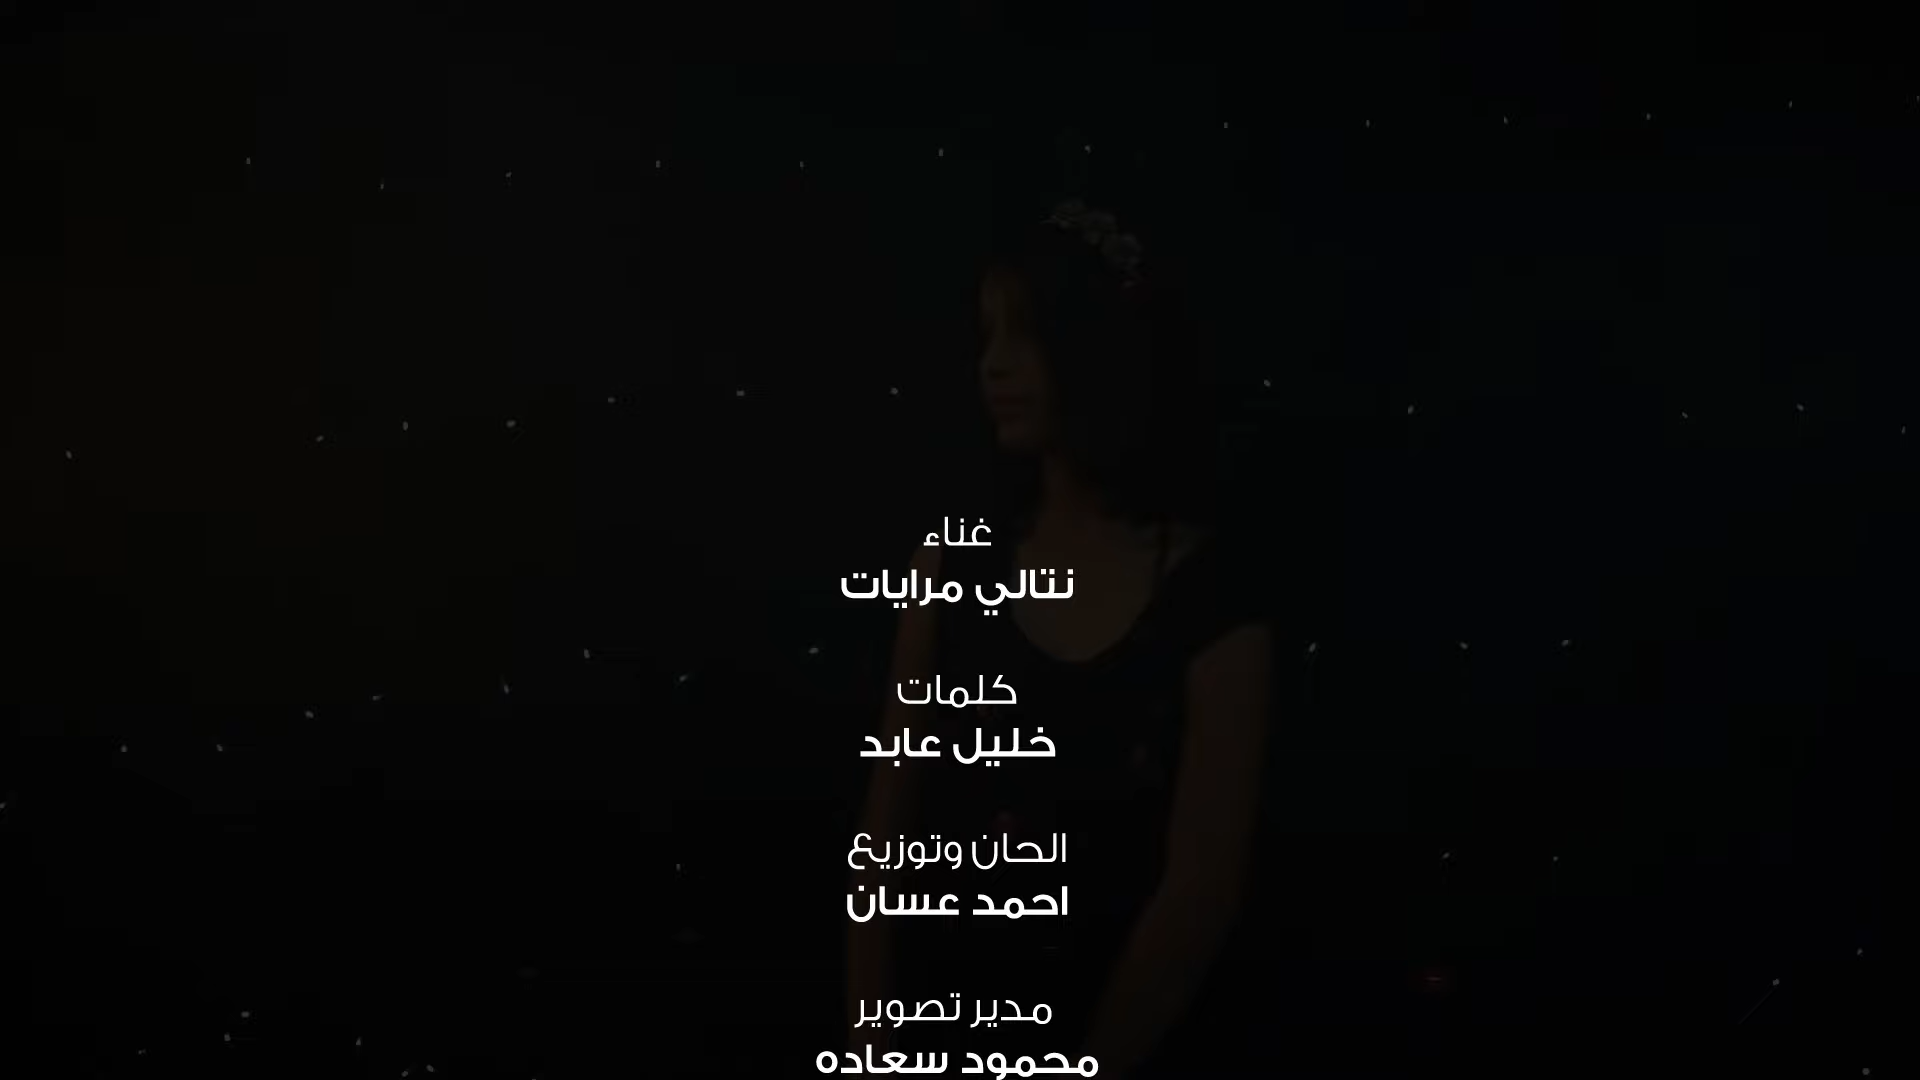 غناء
نتالي مرايات
كلمات
خليل عابد
الحان وتوزيع
احمد عسان
مدير تصوير
محمود سعاده